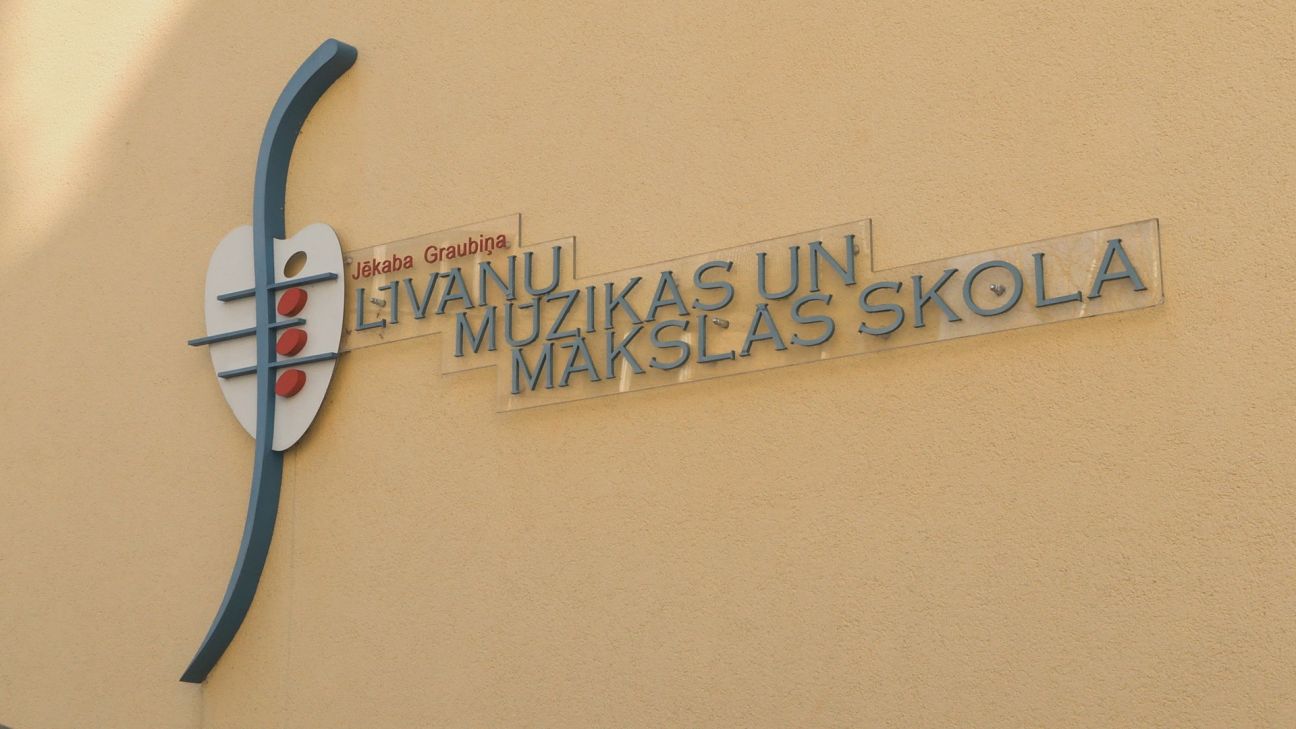 Jēkaba Graubiņa
LĪVĀNU
MŪZIKAS UN
MĀKSLAS SKOLA